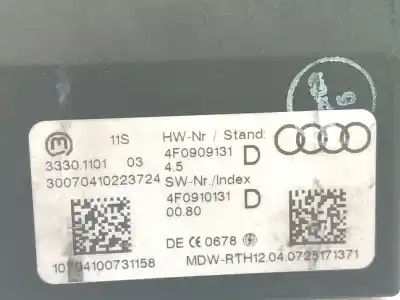 11S
HW-Nr / Stand:
3330.1101 03
4F0909131 D
4.5
30070410223724
SW-Nr./Index
4F0910131 D
00.80
DE CE 0678
10704100731158
MDW-RTH12.04.0725171371